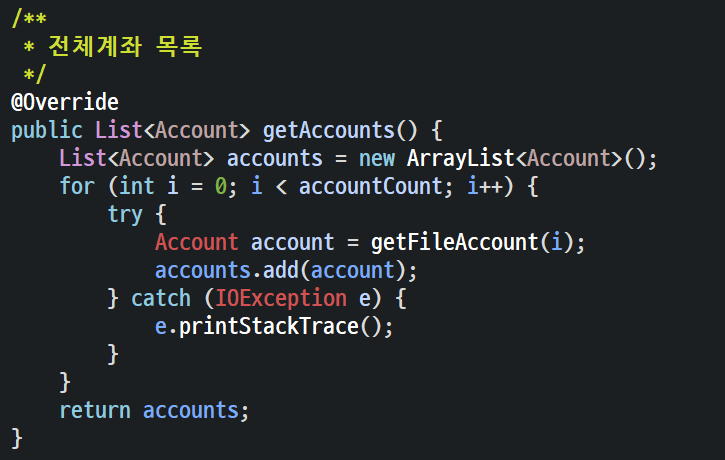 /**
 * 전체계좌 목록
 */
@Override
public List<Account> getAccounts() {
    List<Account> accounts = new ArrayList<Account>();
    for (int i = 0; i < accountCount; i++) {
        try {
            Account account = getFileAccount(i);
            accounts.add(account);
        } catch (IOException e) {
            e.printStackTrace();
        }
    }
    return accounts;
}